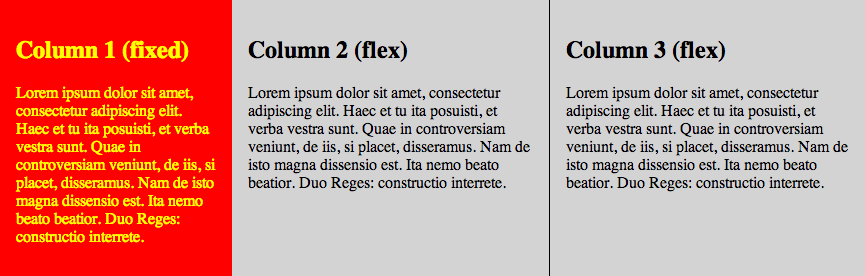 Column 1 (fixed)
Lorem ipsum dolor sit amet,
consectetur adipiscing elit.
Haec et tu ita posuisti, et verba
vestra sunt. Quae in
controversiam veniunt, de iis, si
placet, disseramus. Nam de isto
magna dissensio est. Ita nemo
beato beatior. Duo Reges:
constructio interrete.
Column 2 (flex)
Lorem ipsum dolor sit amet, consectetur
adipiscing elit. Haec et tu ita posuisti, et
verba vestra sunt. Quae in controversiam
veniunt, de iis, si placet, disseramus. Nam de
isto magna dissensio est. Ita nemo beato
beatior. Duo Reges: constructio interrete.
Column 3 (flex)
Lorem ipsum dolor sit amet, consectetur
adipiscing elit. Haec et tu ita posuisti, et
verba vestra sunt. Quae in controversiam
veniunt, de iis, si placet, disseramus. Nam de
isto magna dissensio est. Ita nemo beato
beatior. Duo Reges: constructio interrete.